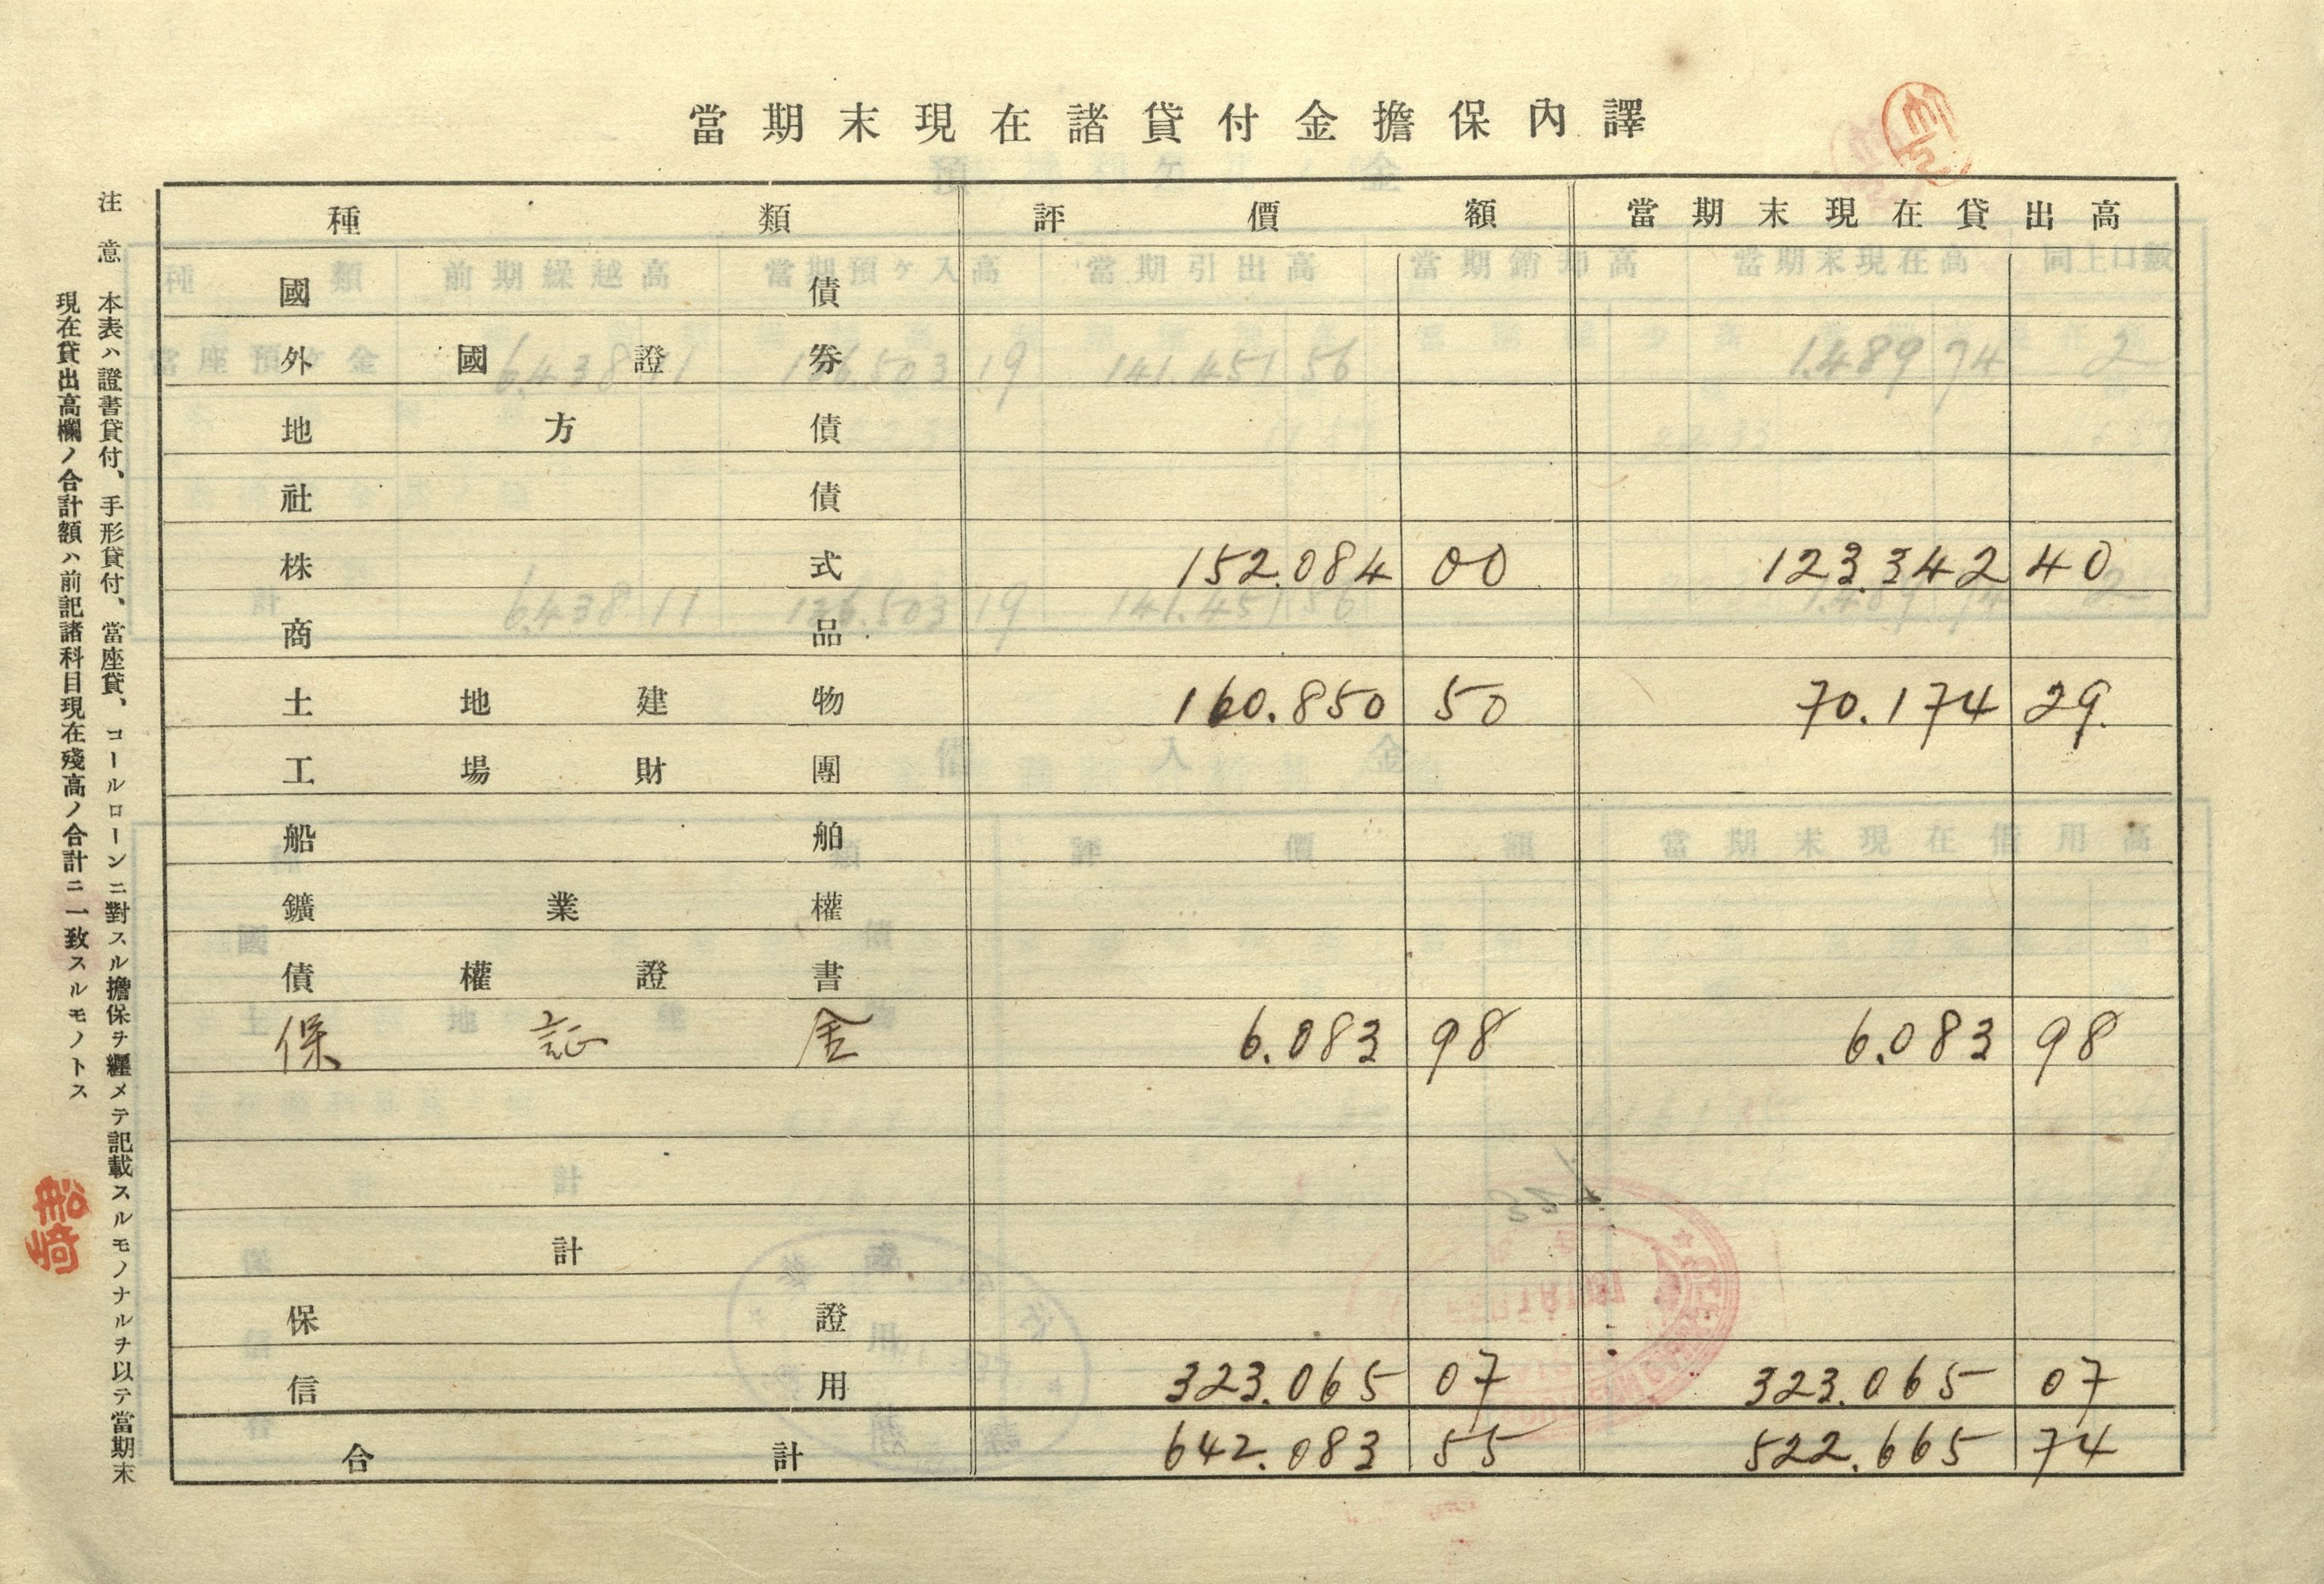 當期末現在諸貸付金擔保內譯
種類 評價額 當期末現在貸出高
國債
外國證券
地方債
社債
株式 152.084 00 123.342 40
商品
土地建物 160.850 50 70.174 29
工場財團
船舶
鑛業權
債權證書
保証金 6.083 98 6.083 98
計
保證
信用 323.065 07 323.065 07
合計 642.083 55 522.665 74
注意 本表ハ證書貸付、手形貸付、當座貸、コールローンニ對スル擔保ヲ纒メテ記載スルモノナルヲ以テ當期末
現在貸出高欄ノ合計額ハ前記諸科目現在殘高ノ合計ニ一致スルモノトス